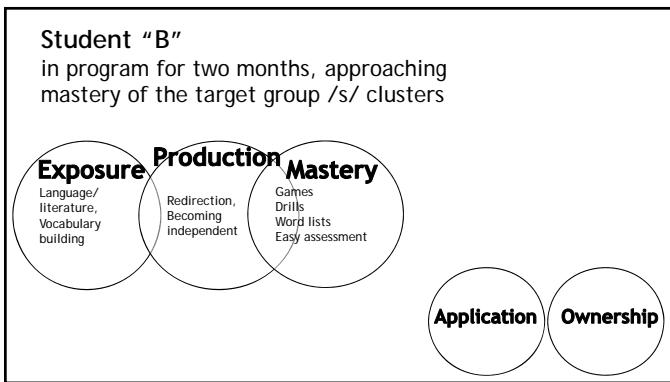 Student “B”
in program for two months, approaching
mastery of the target group /s/ clusters
Exposure
Language/
literature,
Vocabulary
building
Production
Redirection,
Becoming
independent
Mastery
Games
Drills
Word lists
Easy assessment
Application
Ownership